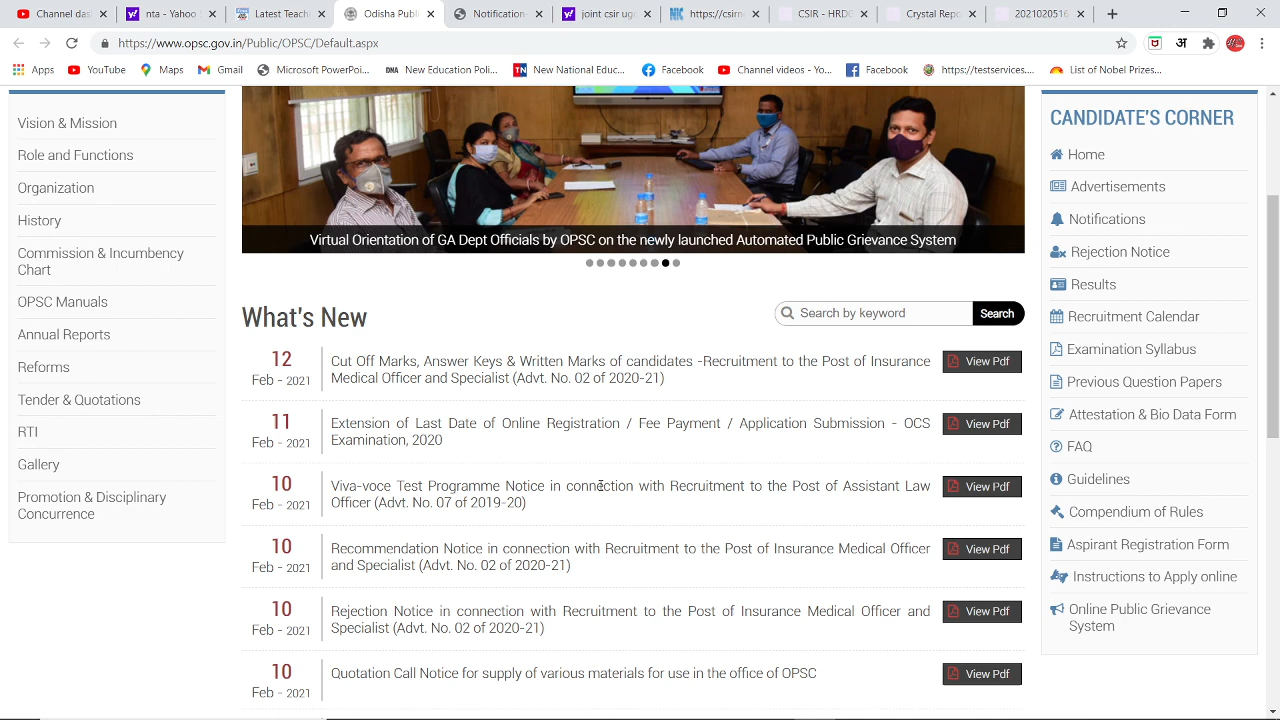 Channel das
nta - Yahoo
Latest Tweet
Odisha Publ
Notification
joint csir ug
https://csirn
CSIR
Crystal Rep
2021020516
https://www.opsc.gov.in/Public/OPSC/Default.aspx
Apps
YouTube
Maps
Gmail
Microsoft PowerPoi...
DNA
New Education Poli...
TN
New National Educ...
Facebook
Channel videos - Yo...
Facebook
https://testservices....
List of Nobel Prizes...
Vision & Mission
Role and Functions
Organization
History
Commission & Incumbency
Chart
OPSC Manuals
Annual Reports
Reforms
Tender & Quotations
RTI
Gallery
Promotion & Disciplinary
Concurrence
Virtual Orientation of GA Dept Officials by OPSC on the newly launched Automated Public Grievance System
What's New
Search by keyword
Search
12
Feb - 2021
Cut Off Marks, Answer Keys & Written Marks of candidates -Recruitment to the Post of Insurance
Medical Officer and Specialist (Advt. No. 02 of 2020-21)
View Pdf
11
Feb - 2021
Extension of Last Date of Online Registration / Fee Payment / Application Submission - OCS
Examination, 2020
View Pdf
10
Feb - 2021
Viva-voce Test Programme Notice in connection with Recruitment to the Post of Assistant Law
Officer (Advt. No. 07 of 2019-20)
View Pdf
10
Feb - 2021
Recommendation Notice in connection with Recruitment to the Post of Insurance Medical Officer
and Specialist (Advt. No. 02 of 2020-21)
View Pdf
10
Feb - 2021
Rejection Notice in connection with Recruitment to the Post of Insurance Medical Officer and
Specialist (Advt. No. 02 of 2020-21)
View Pdf
10
Feb - 2021
Quotation Call Notice for supply of various materials for use in the office of OPSC
View Pdf
CANDIDATE'S CORNER
Home
Advertisements
Notifications
Rejection Notice
Results
Recruitment Calendar
Examination Syllabus
Previous Question Papers
Attestation & Bio Data Form
FAQ
Guidelines
Compendium of Rules
Aspirant Registration Form
Instructions to Apply online
Online Public Grievance
System